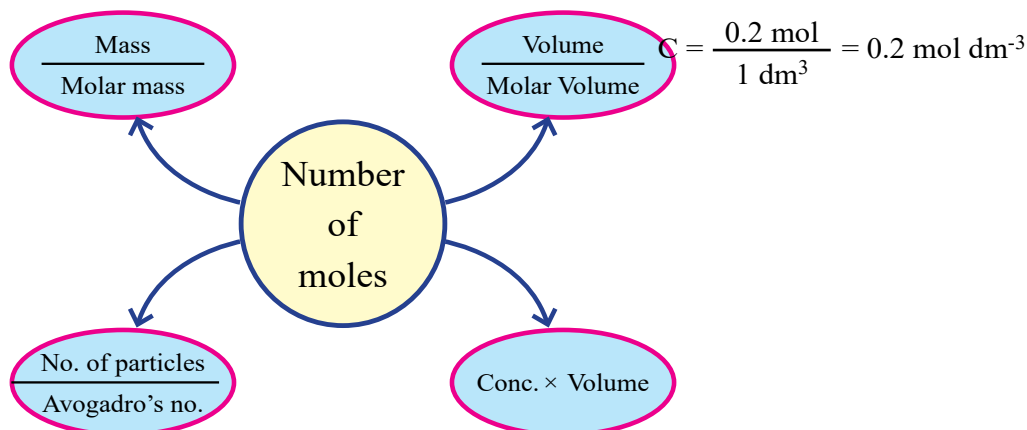 Mass
Molar mass
Volume
Molar Volume
C = 0.2 mol / 1 dm³ = 0.2 mol dm⁻³
Number
of
moles
No. of particles
Avogadro’s no.
Conc. × Volume